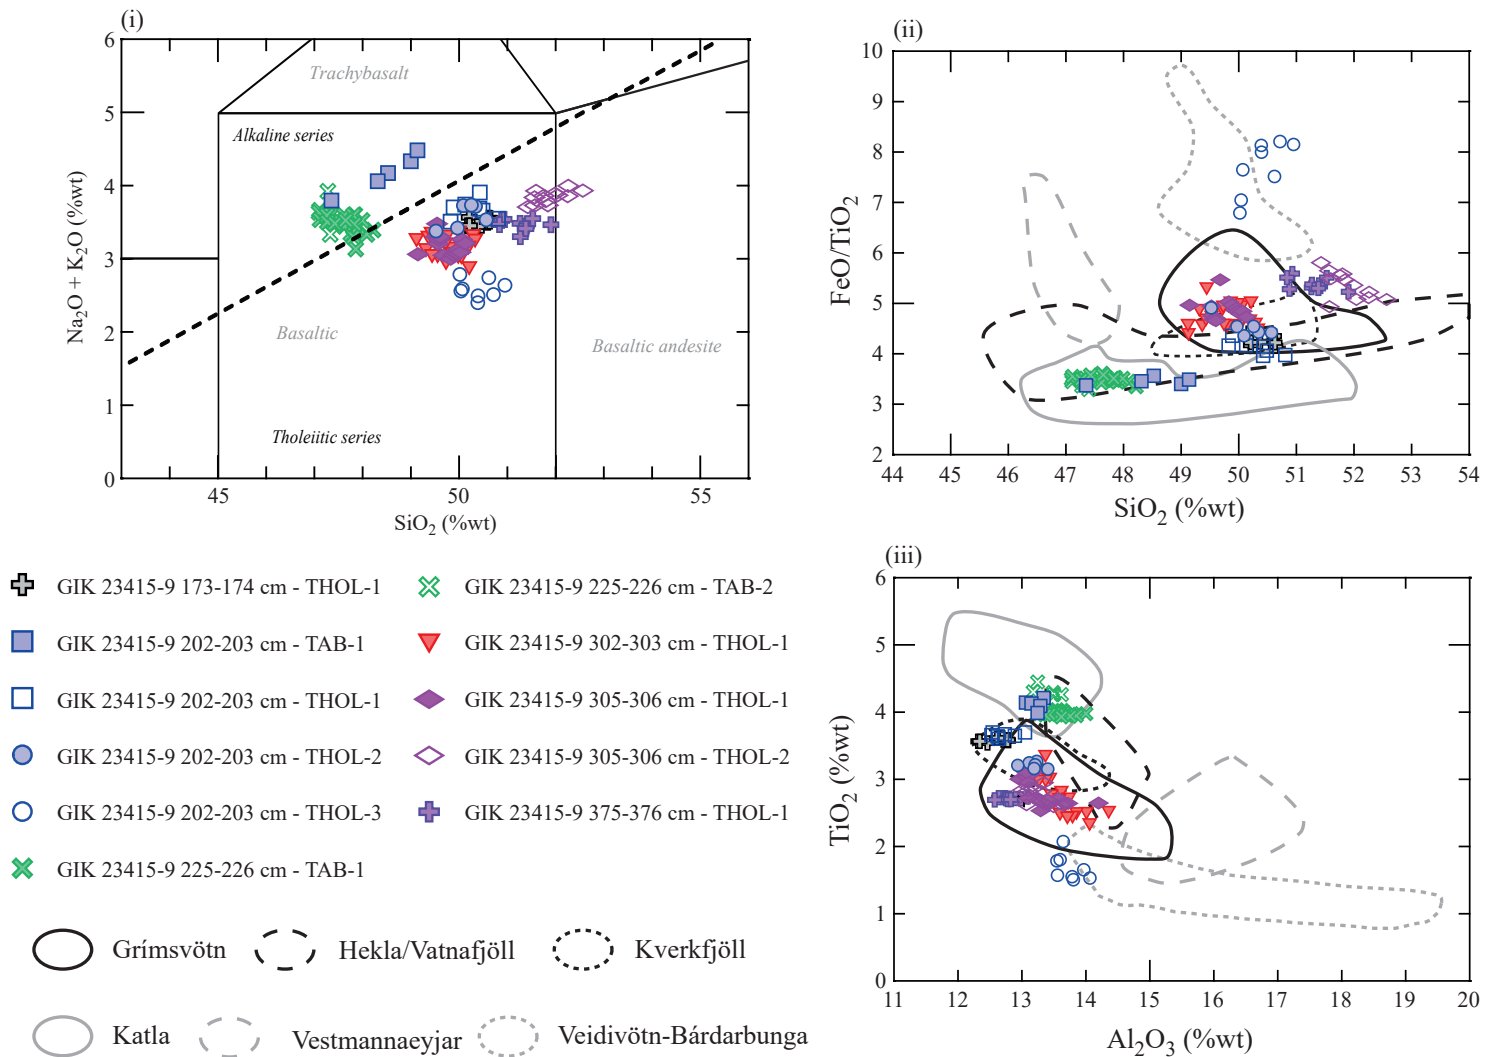 (i)
6
5
4
3
2
1
0
Na2O + K2O (%wt)
Trachybasalt
Alkaline series
Basaltic
Basaltic andesite
Tholeiitic series
45
50
55
SiO2 (%wt)
(ii)
10
9
8
7
6
5
4
3
2
FeO/TiO2
44
45
46
47
48
49
50
51
52
53
54
SiO2 (%wt)
GIK 23415-9 173-174 cm - THOL-1
GIK 23415-9 202-203 cm - TAB-1
GIK 23415-9 202-203 cm - THOL-1
GIK 23415-9 202-203 cm - THOL-2
GIK 23415-9 202-203 cm - THOL-3
GIK 23415-9 225-226 cm - TAB-1
GIK 23415-9 225-226 cm - TAB-2
GIK 23415-9 302-303 cm - THOL-1
GIK 23415-9 305-306 cm - THOL-1
GIK 23415-9 305-306 cm - THOL-2
GIK 23415-9 375-376 cm - THOL-1
Grímsvötn
Hekla/Vatnafjöll
Kverkfjöll
Katla
Vestmannaeyjar
Veidivötn-Bárdarbunga
(iii)
6
5
4
3
2
1
0
TiO2 (%wt)
11
12
13
14
15
16
17
18
19
20
Al2O3 (%wt)